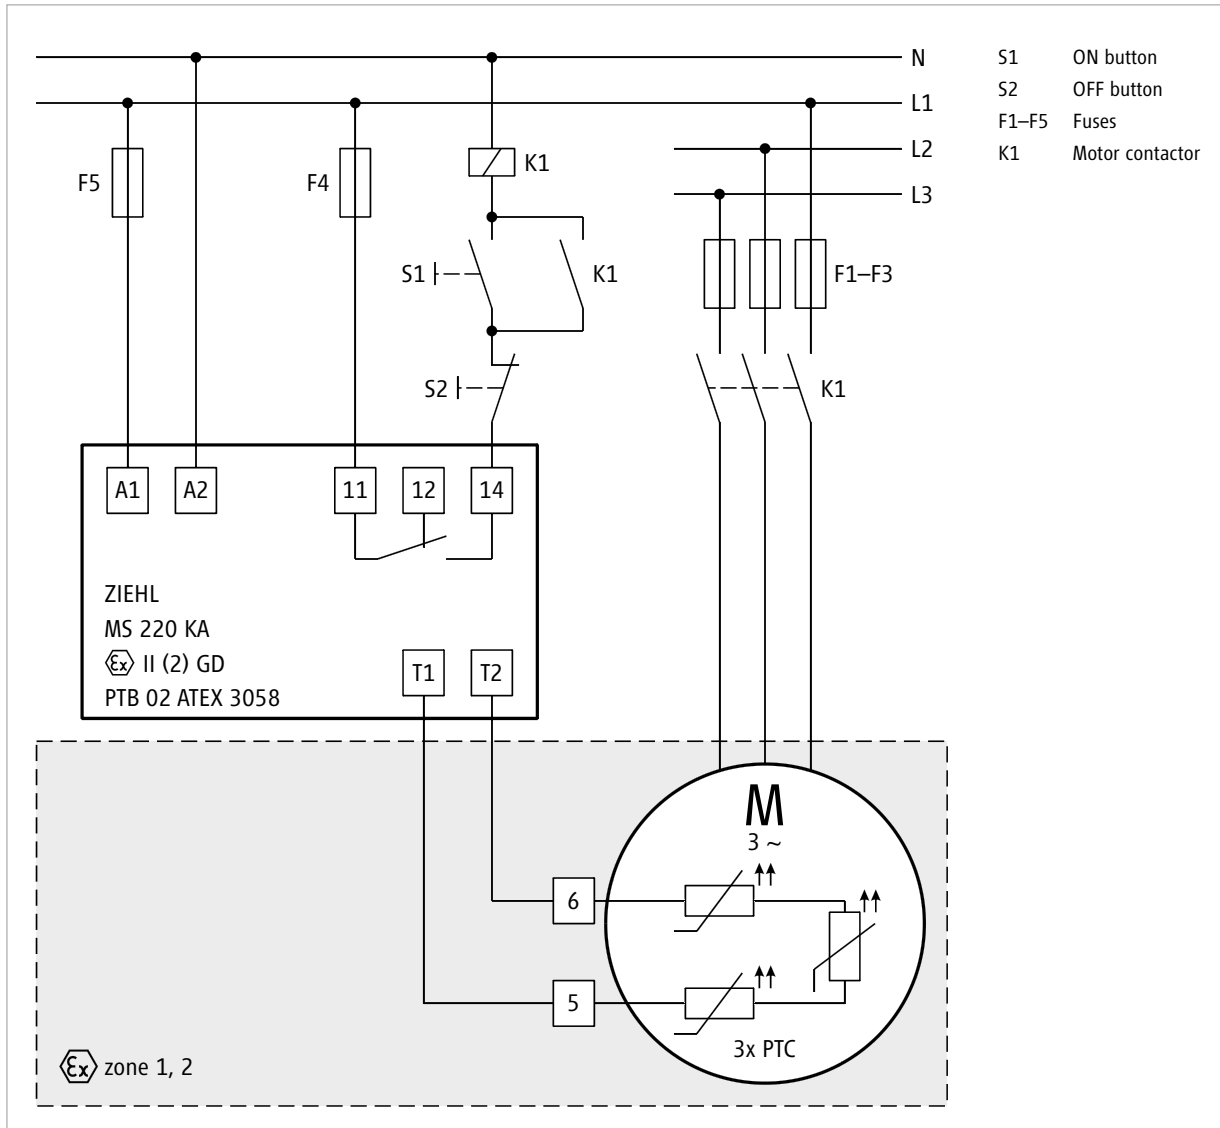 N
S1 ON button
L1
S2 OFF button
F1–F5 Fuses
L2
K1 Motor contactor
K1
F5
F4
L3
S1
K1
F1–F3
S2
K1
A1
A2
11
12
14
ZIEHL
MS 220 KA
Ex II (2) GD
PTB 02 ATEX 3058
T1
T2
M
3 ~
6
5
3x PTC
Ex zone 1, 2